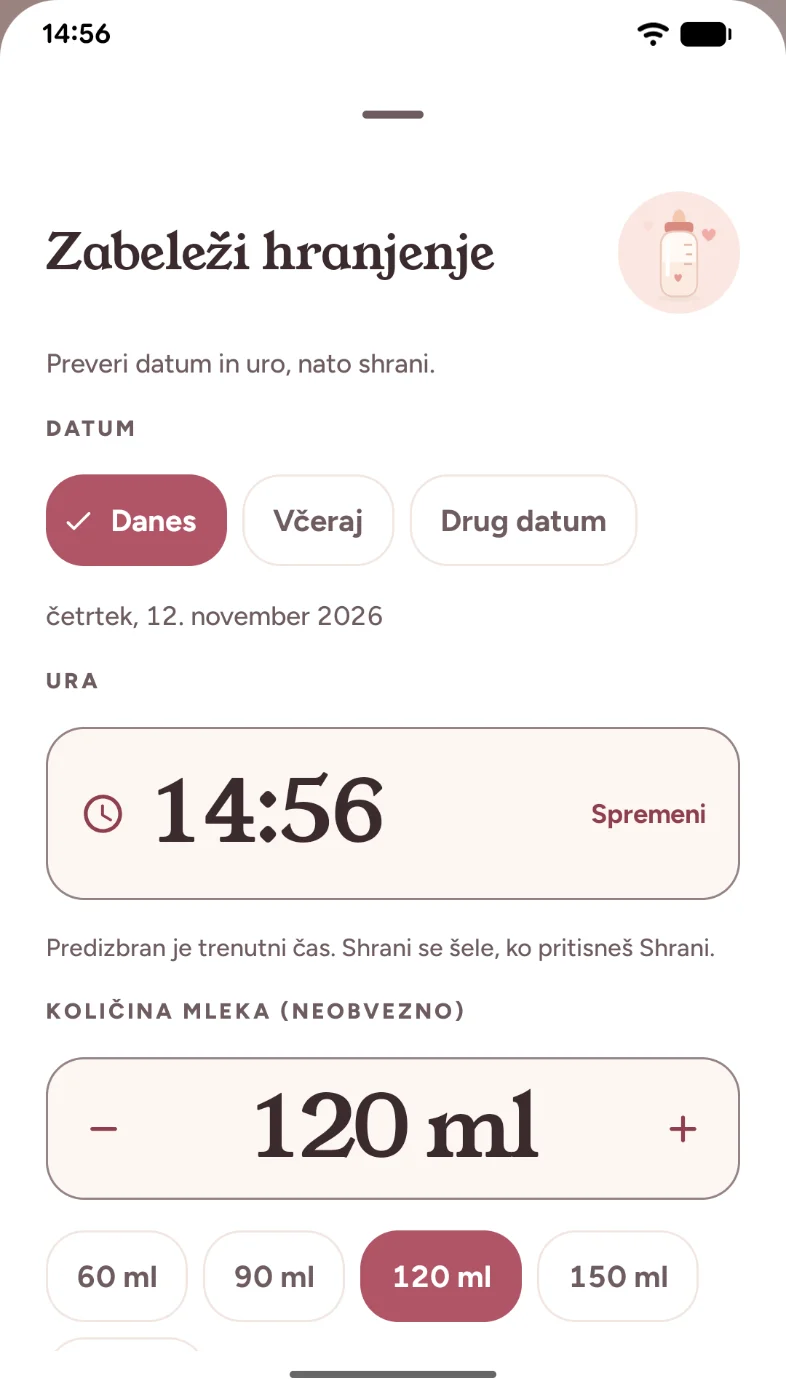 14:56
Zabeleži hranjenje
Preveri datum in uro, nato shrani.
DATUM
Danes
Včeraj
Drug datum
četrtek, 12. november 2026
URA
14:56
Spremeni
Predizbran je trenutni čas. Shrani se šele, ko pritisneš Shrani.
KOLIČINA MLEKA (NEOBVEZNO)
− 120 ml +
60 ml
90 ml
120 ml
150 ml